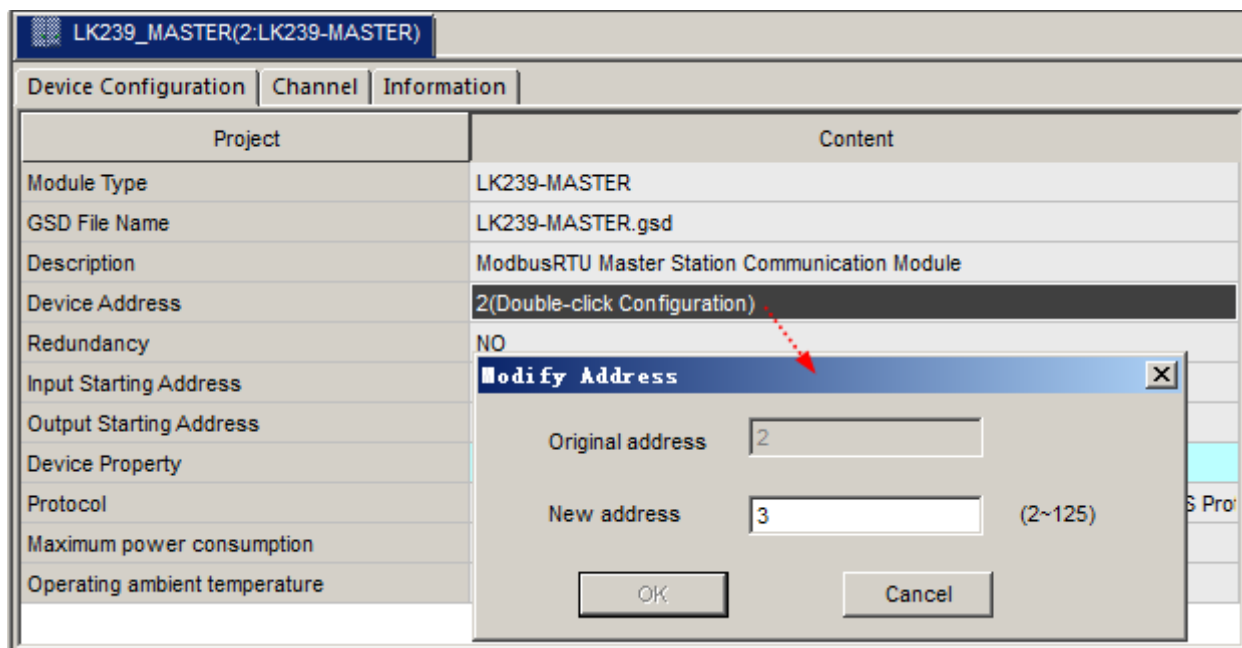 LK239_MASTER(2:LK239-MASTER)
Device Configuration Channel Information
Project Content
Module Type LK239-MASTER
GSD File Name LK239-MASTER.gsd
Description ModbusRTU Master Station Communication Module
Device Address 2(Double-click Configuration)
Redundancy NO
Input Starting Address
Output Starting Address
Device Property
Protocol
Maximum power consumption
Operating ambient temperature
Modify Address
Original address 2
New address 3 (2~125)
OK Cancel